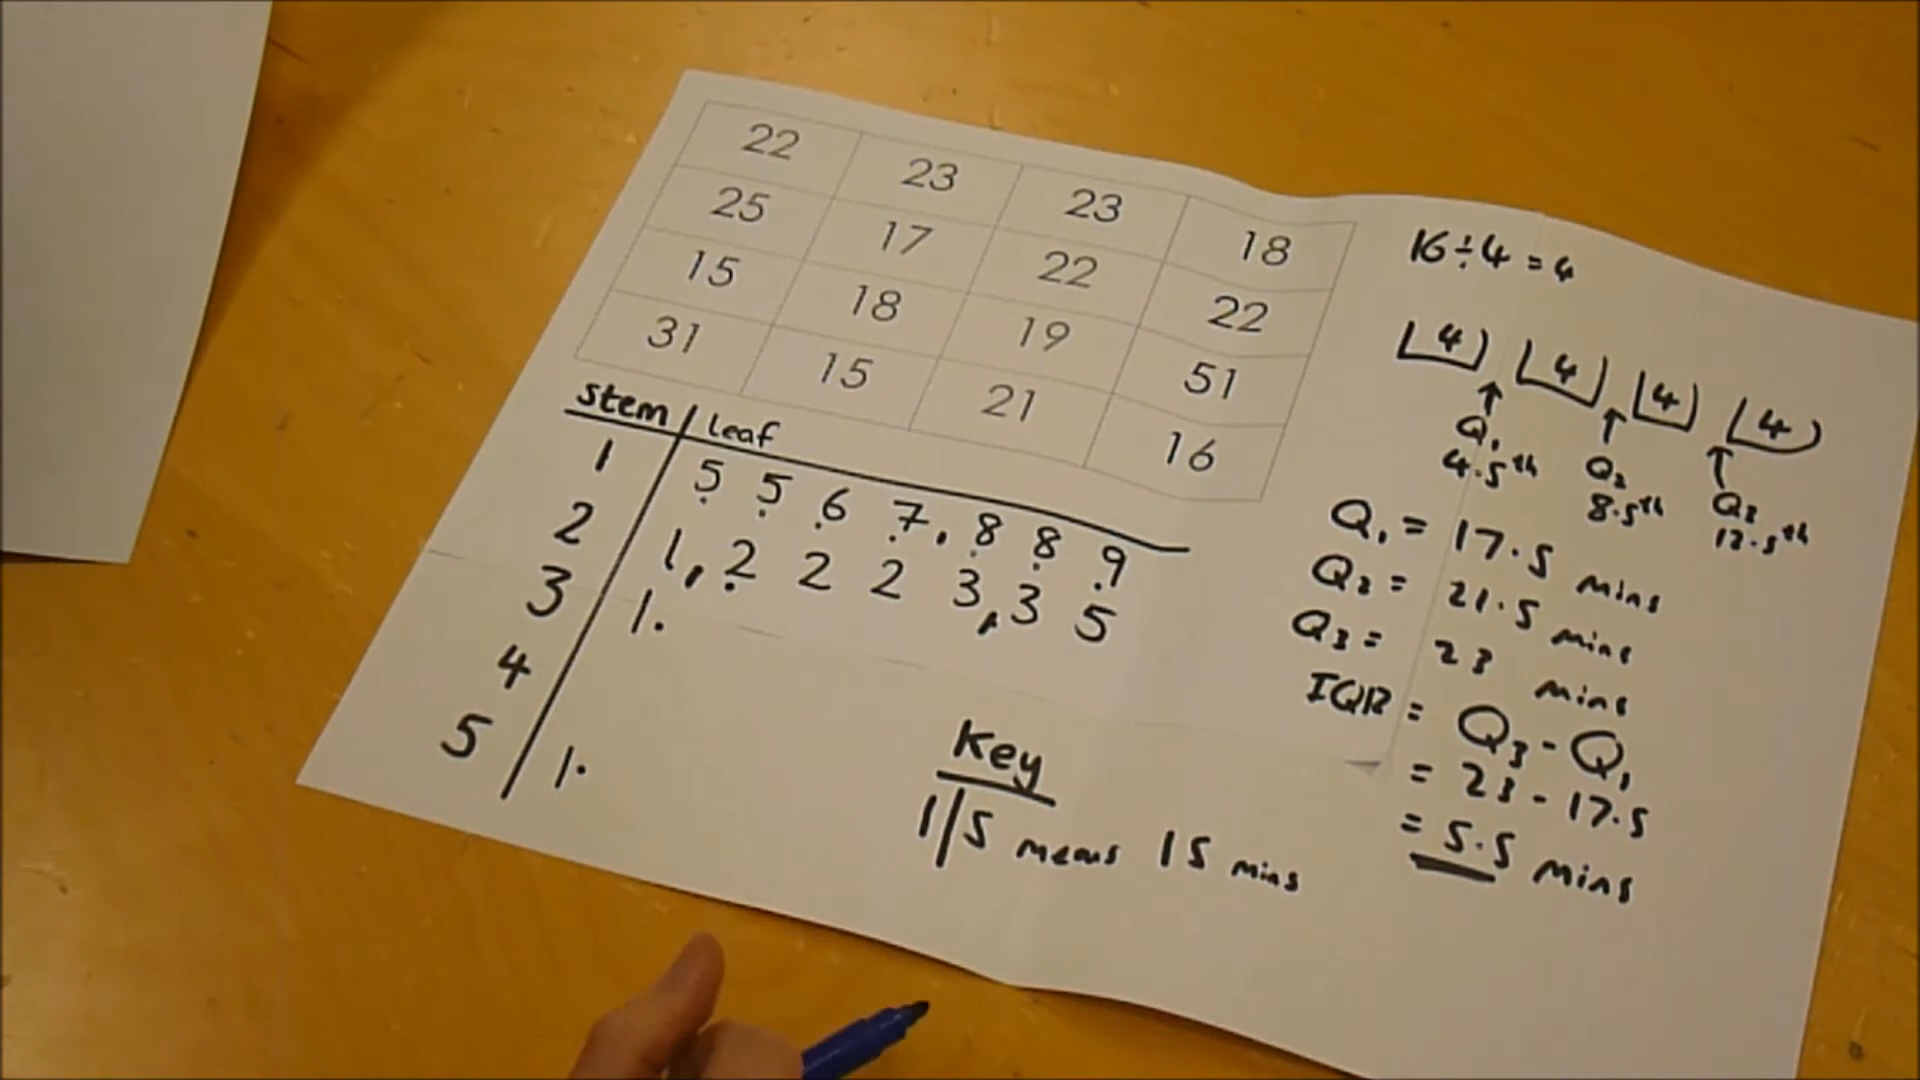 22 23 23 18
25 17 22 22
15 18 19 51
31 15 21 16
stem leaf
1 5 5 6 7 8 8 9
2 1 2 2 2 3 3 5
3 1
4
5 1
Key
1|5 means 15 mins
16÷4=4
4 4 4 4
Q1 Q2 Q3
4.5th 8.5th 12.5th
Q1 = 17.5 mins
Q2 = 21.5 mins
Q3 = 23 mins
IQR = Q3 - Q1
= 23 - 17.5
= 5.5 mins